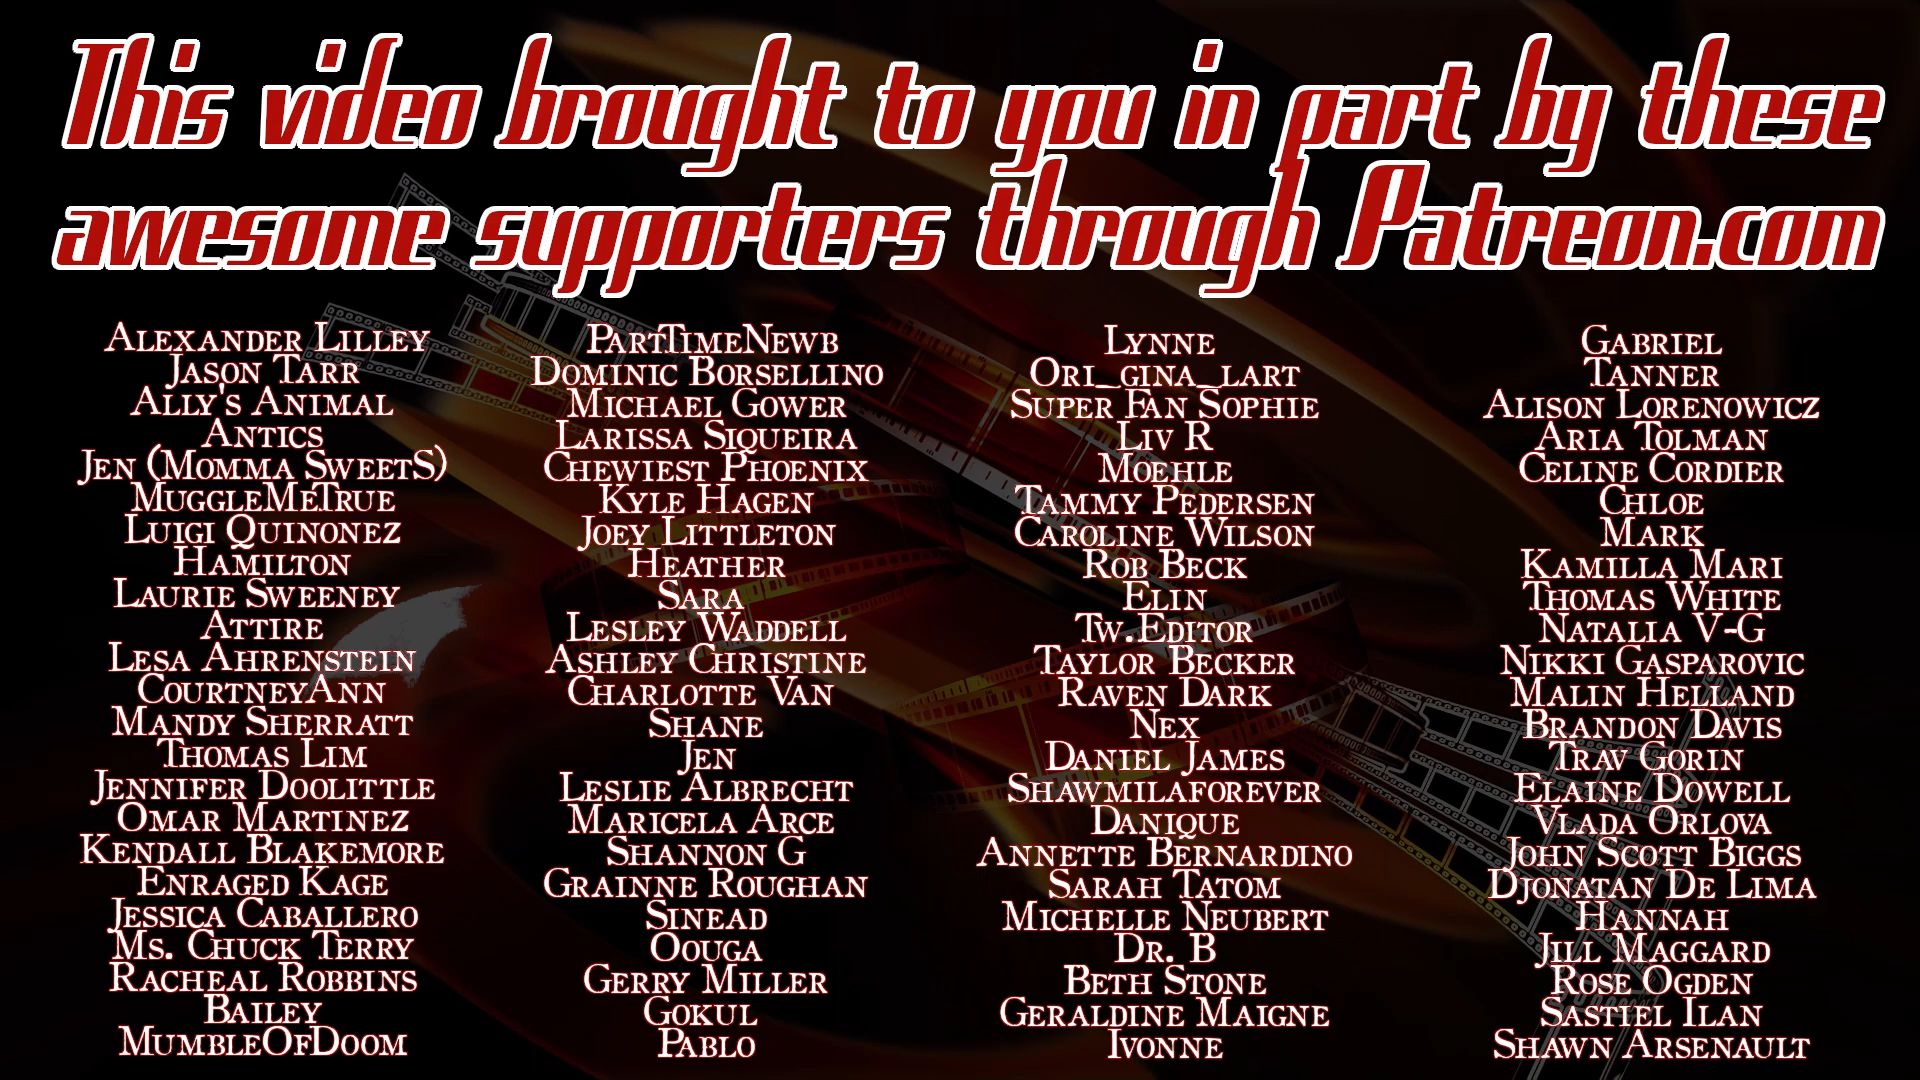 This video brought to you in part by these
awesome supporters through Patreon.com
Alexander Lilley
Jason Tarr
Ally's Animal
Antics
Jen (Momma SweetS)
MuggleMeTrue
Luigi Quinonez
Hamilton
Laurie Sweeney
Attire
Lesa Ahrenstein
CourtneyAnn
Mandy Sherratt
Thomas Lim
Jennifer Doolittle
Omar Martinez
Kendall Blakemore
Enraged Kage
Jessica Caballero
Ms. Chuck Terry
Racheal Robbins
Bailey
MumbleOfDoom
PartTimeNewb
Dominic Borsellino
Michael Gower
Larissa Siqueira
Chewiest Phoenix
Kyle Hagen
Joey Littleton
Heather
Sara
Lesley Waddell
Ashley Christine
Charlotte Van
Shane
Jen
Leslie Albrecht
Maricela Arce
Shannon G
Grainne Roughan
Sinead
Oouga
Gerry Miller
Gokul
Pablo
Lynne
Ori_gina_lart
Super Fan Sophie
Liv R
Moehle
Tammy Pedersen
Caroline Wilson
Rob Beck
Elin
Tw.Editor
Taylor Becker
Raven Dark
Nex
Daniel James
Shawmilaforever
Danique
Annette Bernardino
Sarah Tatom
Michelle Neubert
Dr. B
Beth Stone
Geraldine Maigne
Ivonne
Gabriel
Tanner
Alison Lorenowicz
Aria Tolman
Celine Cordier
Chloe
Mark
Kamilla Mari
Thomas White
Natalia V-G
Nikki Gasparovic
Malin Helland
Brandon Davis
Trav Gorin
Elaine Dowell
Vlada Orlova
John Scott Biggs
Djonatan De Lima
Hannah
Jill Maggard
Rose Ogden
Sastiel Ilan
Shawn Arsenault